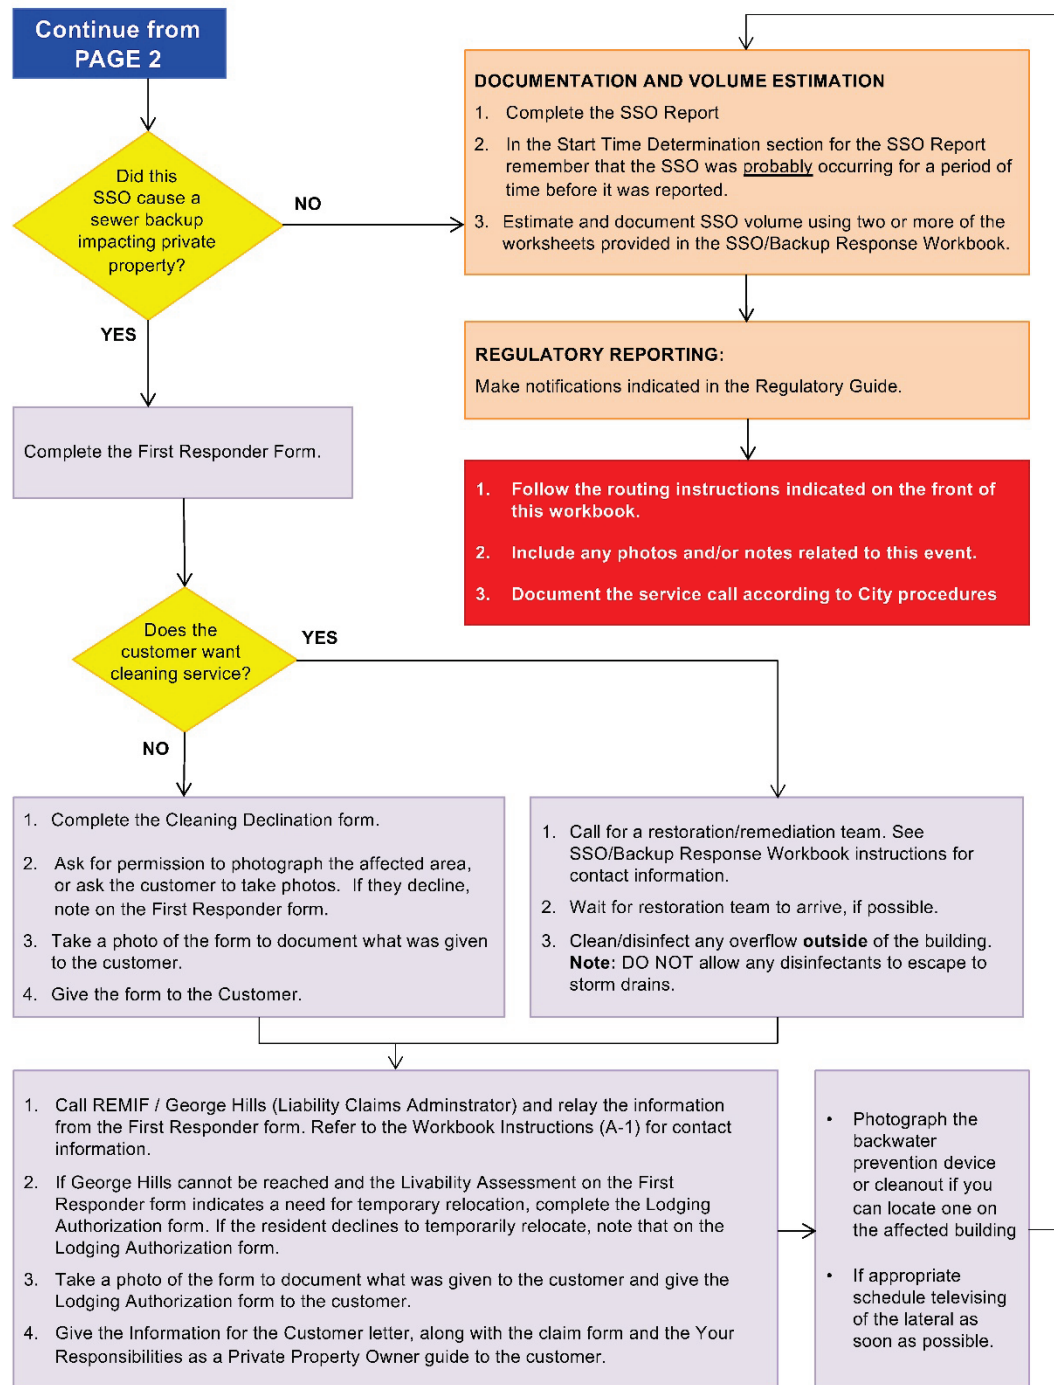 Continue from
PAGE 2
Did this
SSO cause a
sewer backup
impacting private
property?
NO
YES
DOCUMENTATION AND VOLUME ESTIMATION
1. Complete the SSO Report
2. In the Start Time Determination section for the SSO Report
remember that the SSO was probably occurring for a period of
time before it was reported.
3. Estimate and document SSO volume using two or more of the
worksheets provided in the SSO/Backup Response Workbook.
REGULATORY REPORTING:
Make notifications indicated in the Regulatory Guide.
1. Follow the routing instructions indicated on the front of
this workbook.
2. Include any photos and/or notes related to this event.
3. Document the service call according to City procedures
Complete the First Responder Form.
Does the
customer want
cleaning service?
YES
NO
1. Complete the Cleaning Declination form.
2. Ask for permission to photograph the affected area,
or ask the customer to take photos. If they decline,
note on the First Responder form.
3. Take a photo of the form to document what was given
to the customer.
4. Give the form to the Customer.
1. Call for a restoration/remediation team. See
SSO/Backup Response Workbook instructions for
contact information.
2. Wait for restoration team to arrive, if possible.
3. Clean/disinfect any overflow outside of the building.
Note: DO NOT allow any disinfectants to escape to
storm drains.
1. Call REMIF / George Hills (Liability Claims Adminstrator) and relay the information
from the First Responder form. Refer to the Workbook Instructions (A-1) for contact
information.
2. If George Hills cannot be reached and the Livability Assessment on the First
Responder form indicates a need for temporary relocation, complete the Lodging
Authorization form. If the resident declines to temporarily relocate, note that on the
Lodging Authorization form.
3. Take a photo of the form to document what was given to the customer and give the
Lodging Authorization form to the customer.
4. Give the Information for the Customer letter, along with the claim form and the Your
Responsibilities as a Private Property Owner guide to the customer.
• Photograph the
backwater
prevention device
or cleanout if you
can locate one on
the affected building
• If appropriate
schedule televising
of the lateral as
soon as possible.